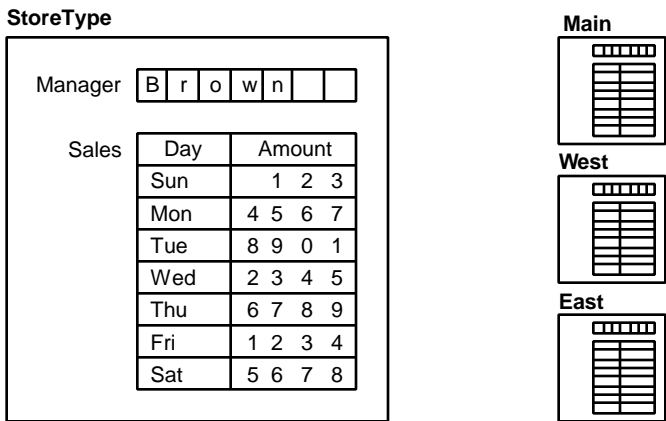 StoreType
Manager B r o w n
Sales
Day Amount
Sun 1 2 3
Mon 4 5 6 7
Tue 8 9 0 1
Wed 2 3 4 5
Thu 6 7 8 9
Fri 1 2 3 4
Sat 5 6 7 8
Main
West
East